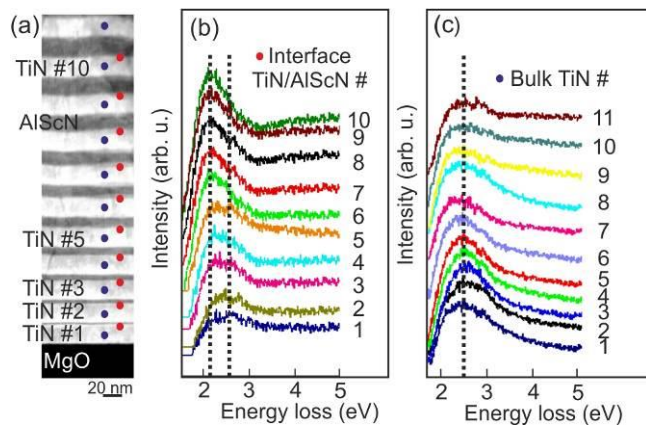 (a)
TiN #10
AlScN
TiN #5
TiN #3
TiN #2
TiN #1
MgO
20 nm
(b)
Interface
TiN/AlScN #
Intensity (arb. u.)
10
9
8
7
6
5
4
3
2
1
2 3 4 5
Energy loss (eV)
(c)
Bulk TiN #
Intensity (arb. u.)
11
10
9
8
7
6
5
4
3
2
1
2 3 4 5
Energy loss (eV)